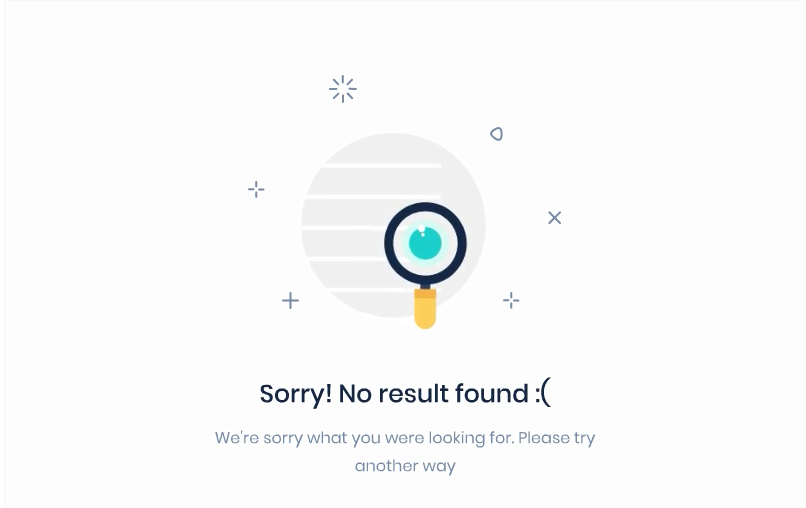 Sorry! No result found :(
We're sorry what you were looking for. Please try
another way